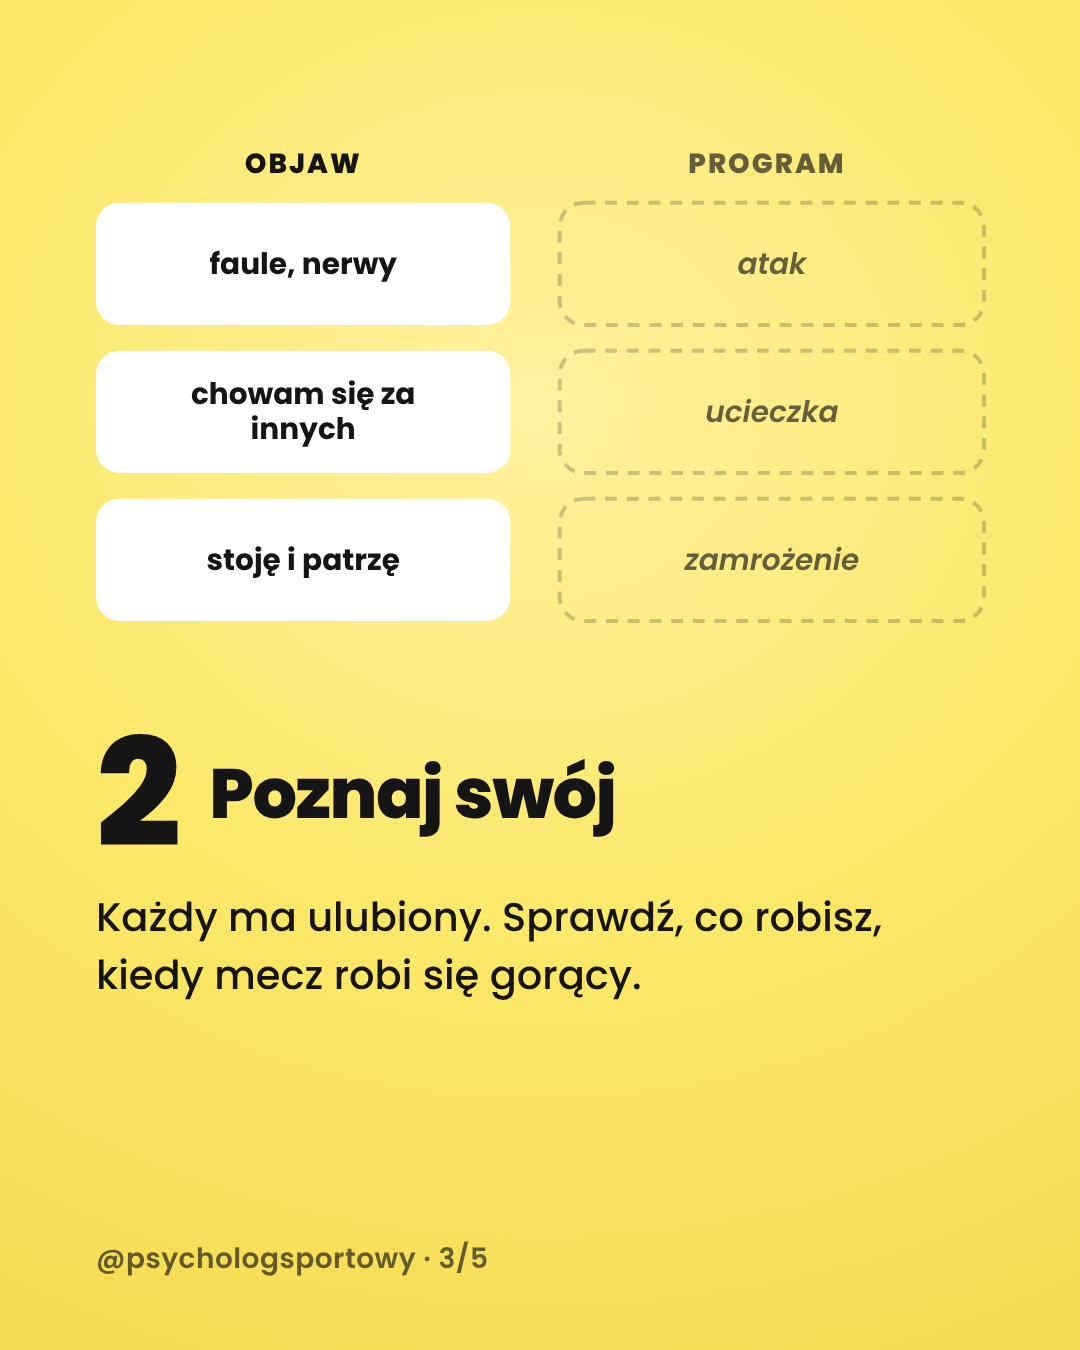 OBJAW
PROGRAM
faule, nerwy
atak
chowam się za
innych
ucieczka
stoję i patrzę
zamrożenie
2 Poznaj swój
Każdy ma ulubiony. Sprawdź, co robisz,
kiedy mecz robi się gorący.
@psychologsportowy · 3/5